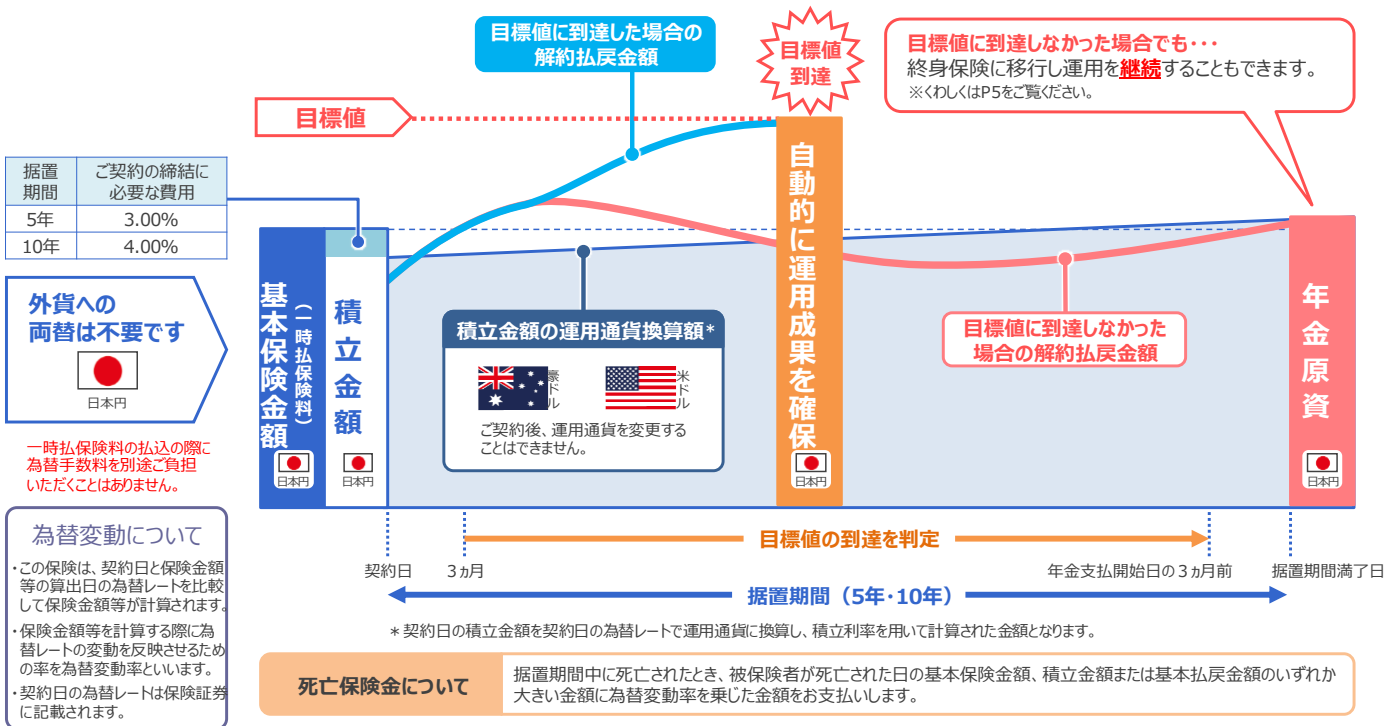 目標値に到達した場合の
解約払戻金額
目標値
到達
目標値に到達しなかった場合でも･･･
終身保険に移行し運用を継続することもできます。
※くわしくはP5をご覧ください。
目標値
据置
期間
ご契約の締結に
必要な費用
5年
3.00%
10年
4.00%
外貨への
両替は不要です
日本円
一時払保険料の払込の際に
為替手数料を別途ご負担
いただくことはありません。
基本保険金額
（一時払保険料）
日本円
積立金額
日本円
積立金額の運用通貨換算額*
豪ドル
米ドル
ご契約後、運用通貨を変更する
ことはできません。
自動的に運用成果を確保
日本円
目標値に到達しなかった
場合の解約払戻金額
年金原資
日本円
目標値の到達を判定
契約日
3ヵ月
年金支払開始日の3ヵ月前
据置期間満了日
据置期間（5年･10年）
為替変動について
･この保険は、契約日と保険金額
等の算出日の為替レートを比較
して保険金額等が計算されます。
･保険金額等を計算する際に為
替レートの変動を反映させるため
の率を為替変動率といいます。
･契約日の為替レートは保険証券
に記載されます。
*契約日の積立金額を契約日の為替レートで運用通貨に換算し、積立利率を用いて計算された金額となります。
死亡保険金について
据置期間中に死亡されたとき、被保険者が死亡された日の基本保険金額、積立金額または基本払戻金額のいずれか
大きい金額に為替変動率を乗じた金額をお支払いします。